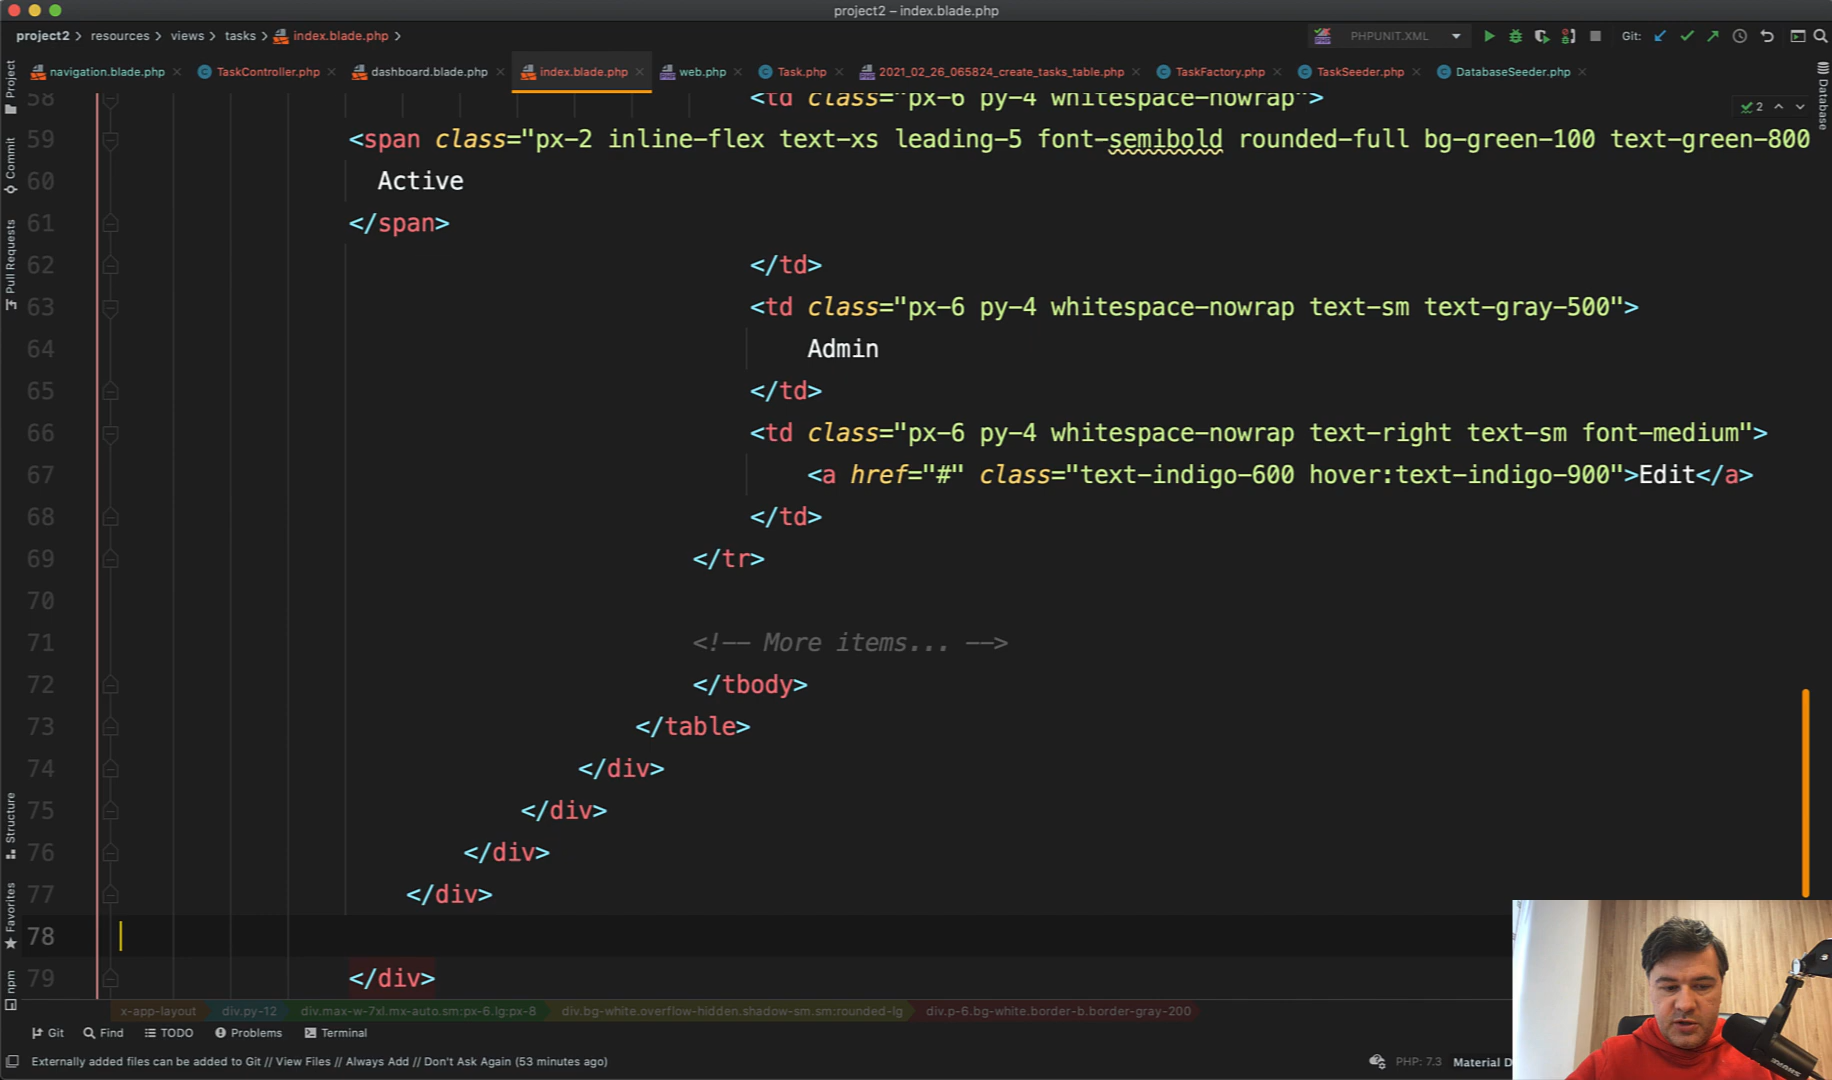 project2 – index.blade.php
project2 resources views tasks index.blade.php
PHPUNIT.XML Git:
navigation.blade.php TaskController.php dashboard.blade.php index.blade.php web.php Task.php 2021_02_26_065824_create_tasks_table.php TaskFactory.php TaskSeeder.php DatabaseSeeder.php
Project
Commit
Pull Requests
Structure
Favorites
npm
Database
2
58 <td class="px-6 py-4 whitespace-nowrap">
59 <span class="px-2 inline-flex text-xs leading-5 font-semibold rounded-full bg-green-100 text-green-800
60 Active
61 </span>
62 </td>
63 <td class="px-6 py-4 whitespace-nowrap text-sm text-gray-500">
64 Admin
65 </td>
66 <td class="px-6 py-4 whitespace-nowrap text-right text-sm font-medium">
67 <a href="#" class="text-indigo-600 hover:text-indigo-900">Edit</a>
68 </td>
69 </tr>
70
71 <!-- More items... -->
72 </tbody>
73 </table>
74 </div>
75 </div>
76 </div>
77 </div>
78
79 </div>
x-app-layout div.py-12 div.max-w-7xl.mx-auto.sm:px-6.lg:px-8 div.bg-white.overflow-hidden.shadow-sm.sm:rounded-lg div.p-6.bg-white.border-b.border-gray-200
Git Find TODO Problems Terminal
Externally added files can be added to Git // View Files // Always Add // Don't Ask Again (53 minutes ago) PHP: 7.3 Material D